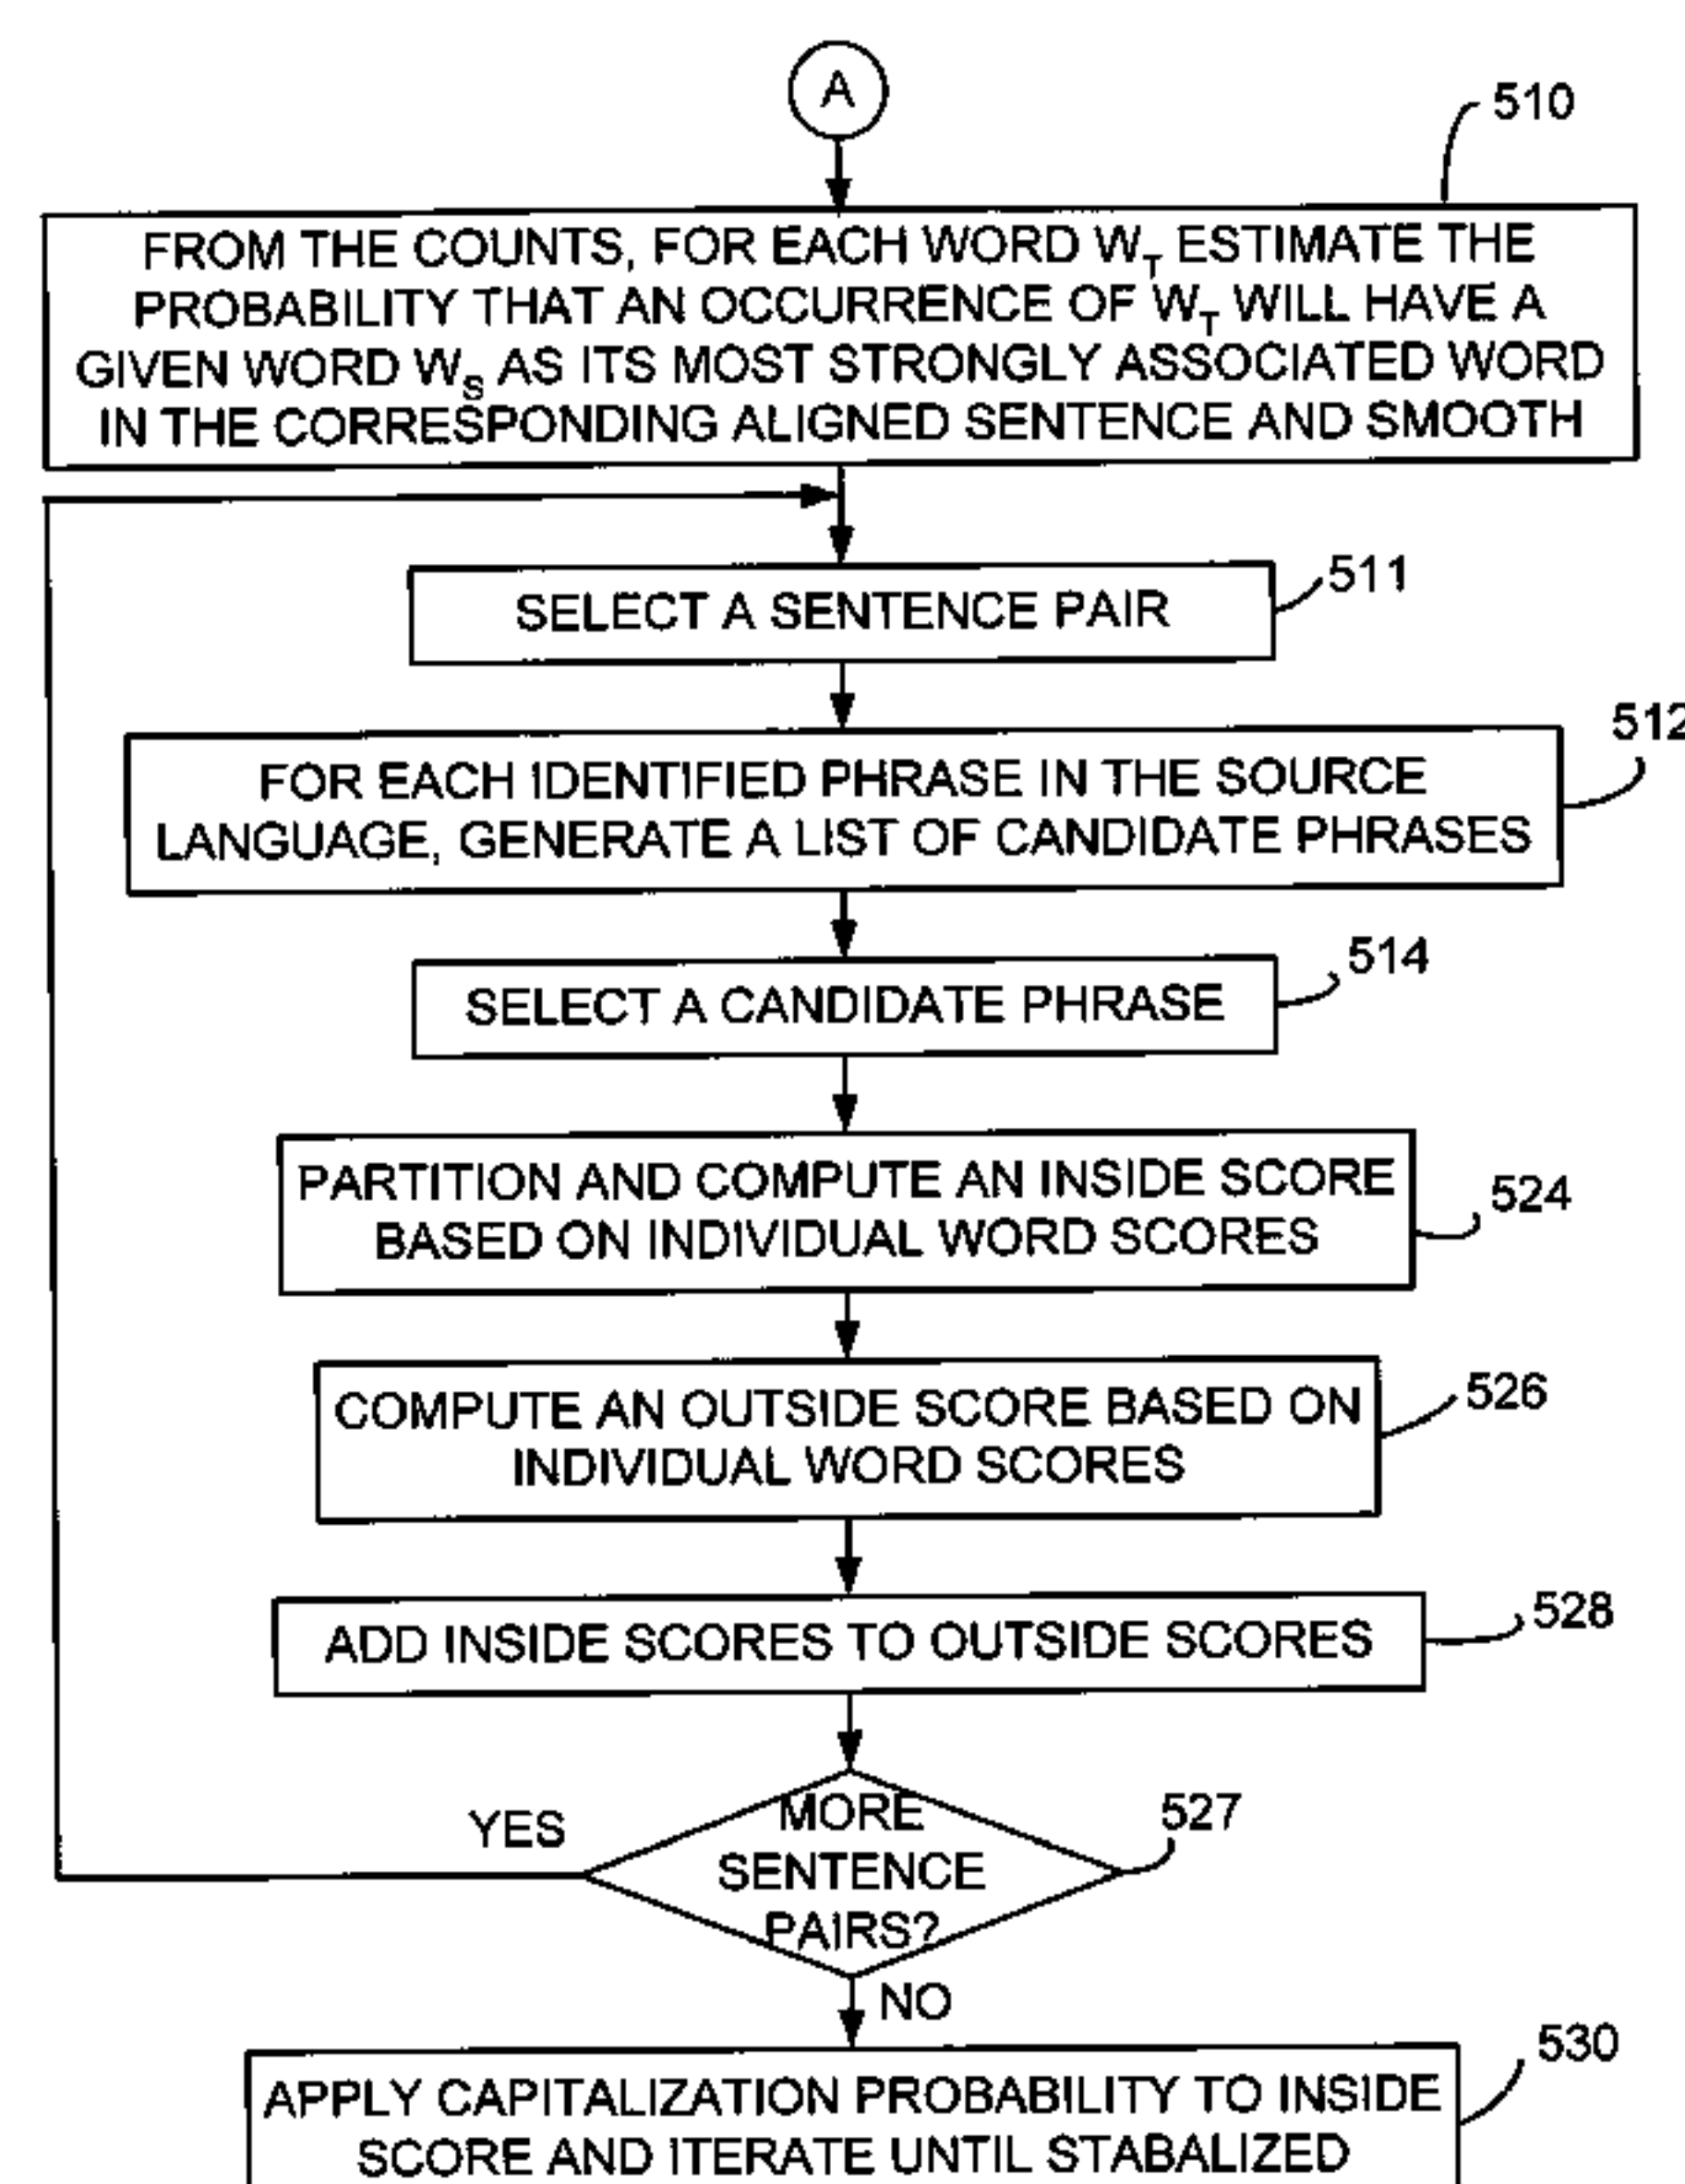 A
510
FROM THE COUNTS, FOR EACH WORD W_T ESTIMATE THE
PROBABILITY THAT AN OCCURRENCE OF W_T WILL HAVE A
GIVEN WORD W_S AS ITS MOST STRONGLY ASSOCIATED WORD
IN THE CORRESPONDING ALIGNED SENTENCE AND SMOOTH
SELECT A SENTENCE PAIR
511
512
FOR EACH IDENTIFIED PHRASE IN THE SOURCE
LANGUAGE, GENERATE A LIST OF CANDIDATE PHRASES
514
SELECT A CANDIDATE PHRASE
PARTITION AND COMPUTE AN INSIDE SCORE
BASED ON INDIVIDUAL WORD SCORES
524
COMPUTE AN OUTSIDE SCORE BASED ON
INDIVIDUAL WORD SCORES
526
ADD INSIDE SCORES TO OUTSIDE SCORES
528
YES
MORE
SENTENCE
PAIRS?
527
NO
530
APPLY CAPITALIZATION PROBABILITY TO INSIDE
SCORE AND ITERATE UNTIL STABALIZED